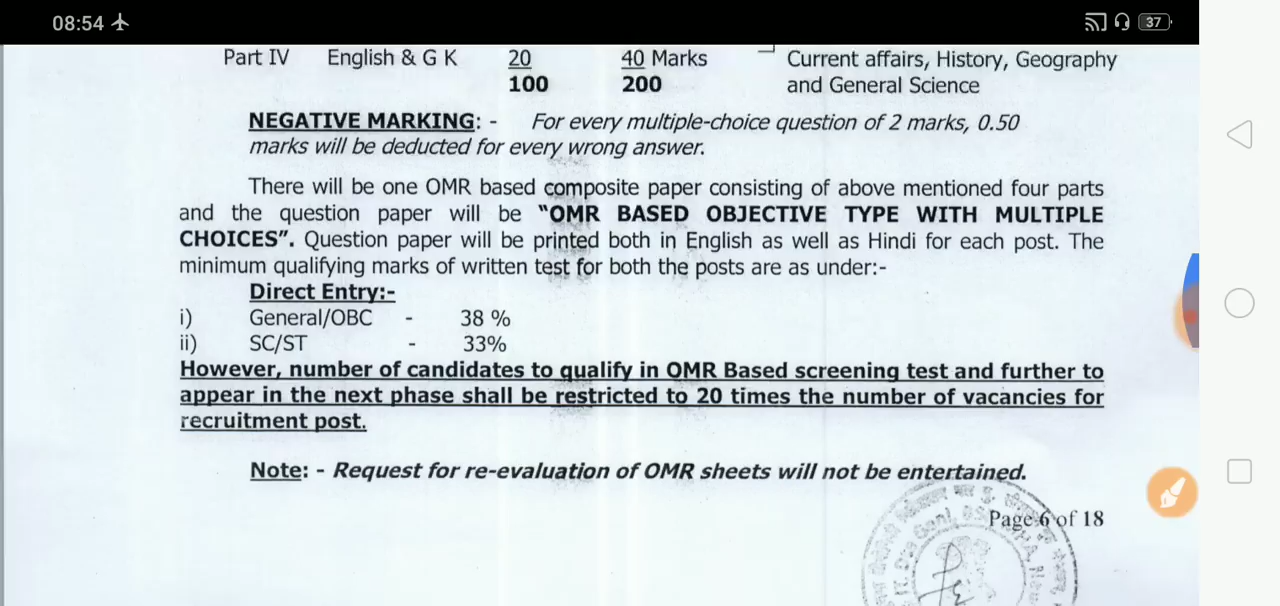 08:54
37
Part IV English & G K 20 40 Marks Current affairs, History, Geography
100 200 and General Science
NEGATIVE MARKING: - For every multiple-choice question of 2 marks, 0.50
marks will be deducted for every wrong answer.
There will be one OMR based composite paper consisting of above mentioned four parts
and the question paper will be "OMR BASED OBJECTIVE TYPE WITH MULTIPLE
CHOICES". Question paper will be printed both in English as well as Hindi for each post. The
minimum qualifying marks of written test for both the posts are as under:-
Direct Entry:-
i) General/OBC - 38 %
ii) SC/ST - 33%
However, number of candidates to qualify in OMR Based screening test and further to
appear in the next phase shall be restricted to 20 times the number of vacancies for
recruitment post.
Note: - Request for re-evaluation of OMR sheets will not be entertained.
Page 6 of 18